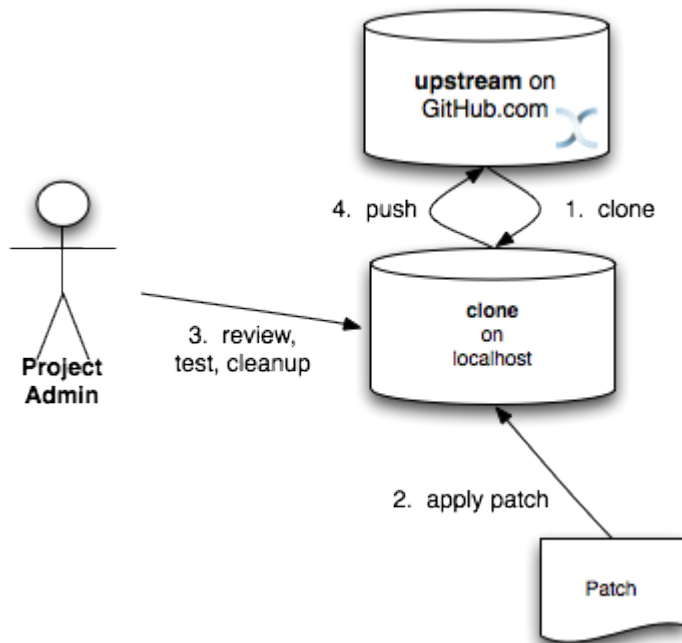 upstream on
GitHub.com
4. push
1. clone
clone
on
localhost
3. review,
test, cleanup
Project
Admin
2. apply patch
Patch